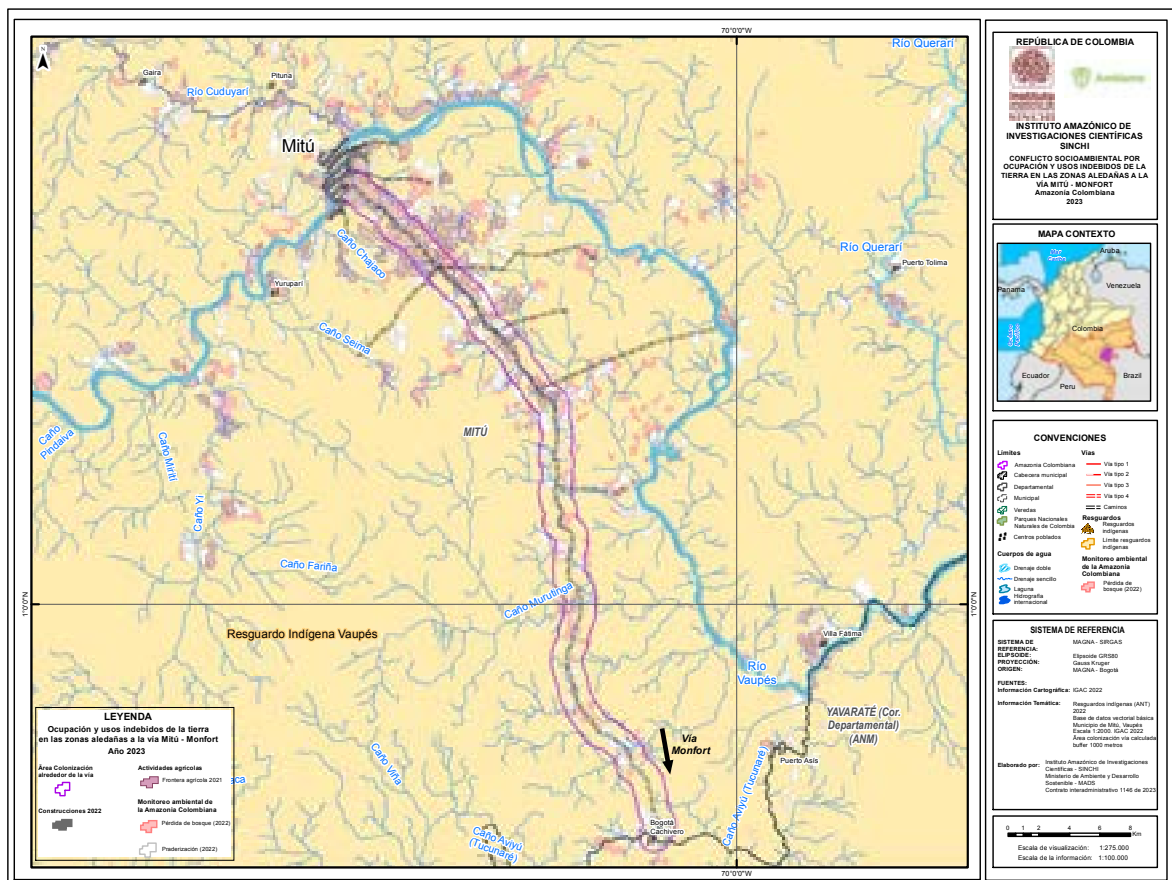 70°0'0"W
N
Gaira
Pituna
Río Cuduyarí
Río Querarí
Mitú
Caño Chajaco
Río Querarí
Puerto Tolima
Yuruparí
Caño Seima
Caño Pindaiva
Caño Mirití
MITÚ
Caño Yi
Caño Fariña
Caño Murutinga
1°0'0"N
1°0'0"N
Resguardo Indígena Vaupés
Villa Fátima
Río
Vaupés
YAVARATÉ (Cor.
Departamental)
(ANM)
Vía
Monfort
Puerto Asis
Caño Viña
Caño Aviyú (Tucunaré)
Caño Aviyú
(Tucunaré)
Bogotá
Cachivero
70°0'0"W
LEYENDA
Ocupación y usos indebidos de la tierra
en las zonas aledañas a la vía Mitú - Monfort
Año 2023
Área Colonización
alrededor de la vía
Construcciones 2022
Actividades agrícolas
Frontera agrícola 2021
Monitoreo ambiental de
la Amazonia Colombiana
Pérdida de bosque (2022)
Praderización (2022)
REPÚBLICA DE COLOMBIA
Ambiente
INSTITUTO AMAZÓNICO DE
INVESTIGACIONES CIENTÍFICAS
SINCHI
CONFLICTO SOCIOAMBIENTAL POR
OCUPACIÓN Y USOS INDEBIDOS DE LA
TIERRA EN LAS ZONAS ALEDAÑAS A LA
VÍA MITÚ - MONFORT
Amazonia Colombiana
2023
MAPA CONTEXTO
Mar
Caribe
Aruba
Panama
Venezuela
Colombia
Ecuador
Peru
Brazil
CONVENCIONES
Límites
Amazonia Colombiana
Cabecera municipal
Departamental
Municipal
Veredas
Parques Nacionales
Naturales de Colombia
Centros poblados
Cuerpos de agua
Drenaje doble
Drenaje sencillo
Laguna
Hidrografía
internacional
Vías
Vía tipo 1
Vía tipo 2
Vía tipo 3
Vía tipo 4
Caminos
Resguardos
Resguardos
indígenas
Límite resguardos
indígenas
Monitoreo ambiental
de la Amazonia
Colombiana
Pérdida de
bosque (2022)
SISTEMA DE REFERENCIA
SISTEMA DE
REFERENCIA: MAGNA - SIRGAS
ELIPSOIDE: Elipsoide GRS80
PROYECCIÓN: Gauss Kruger
ORIGEN: MAGNA - Bogotá
FUENTES:
Información Cartográfica: IGAC 2022
Información Temática: Resguardos indígenas (ANT)
2022
Base de datos vectorial básica
Municipio de Mitú, Vaupés
Escala 1:2000. IGAC 2022
Área colonización vía calculada
buffer 1000 metros
Elaborado por: Instituto Amazónico de Investigaciones
Científicas - SINCHI
Ministerio de Ambiente y Desarrollo
Sostenible - MADS
Contrato interadministrativo 1146 de 2023
0 1 2 4 6 8
Km
Escala de visualización: 1:275.000
Escala de la información: 1:100.000